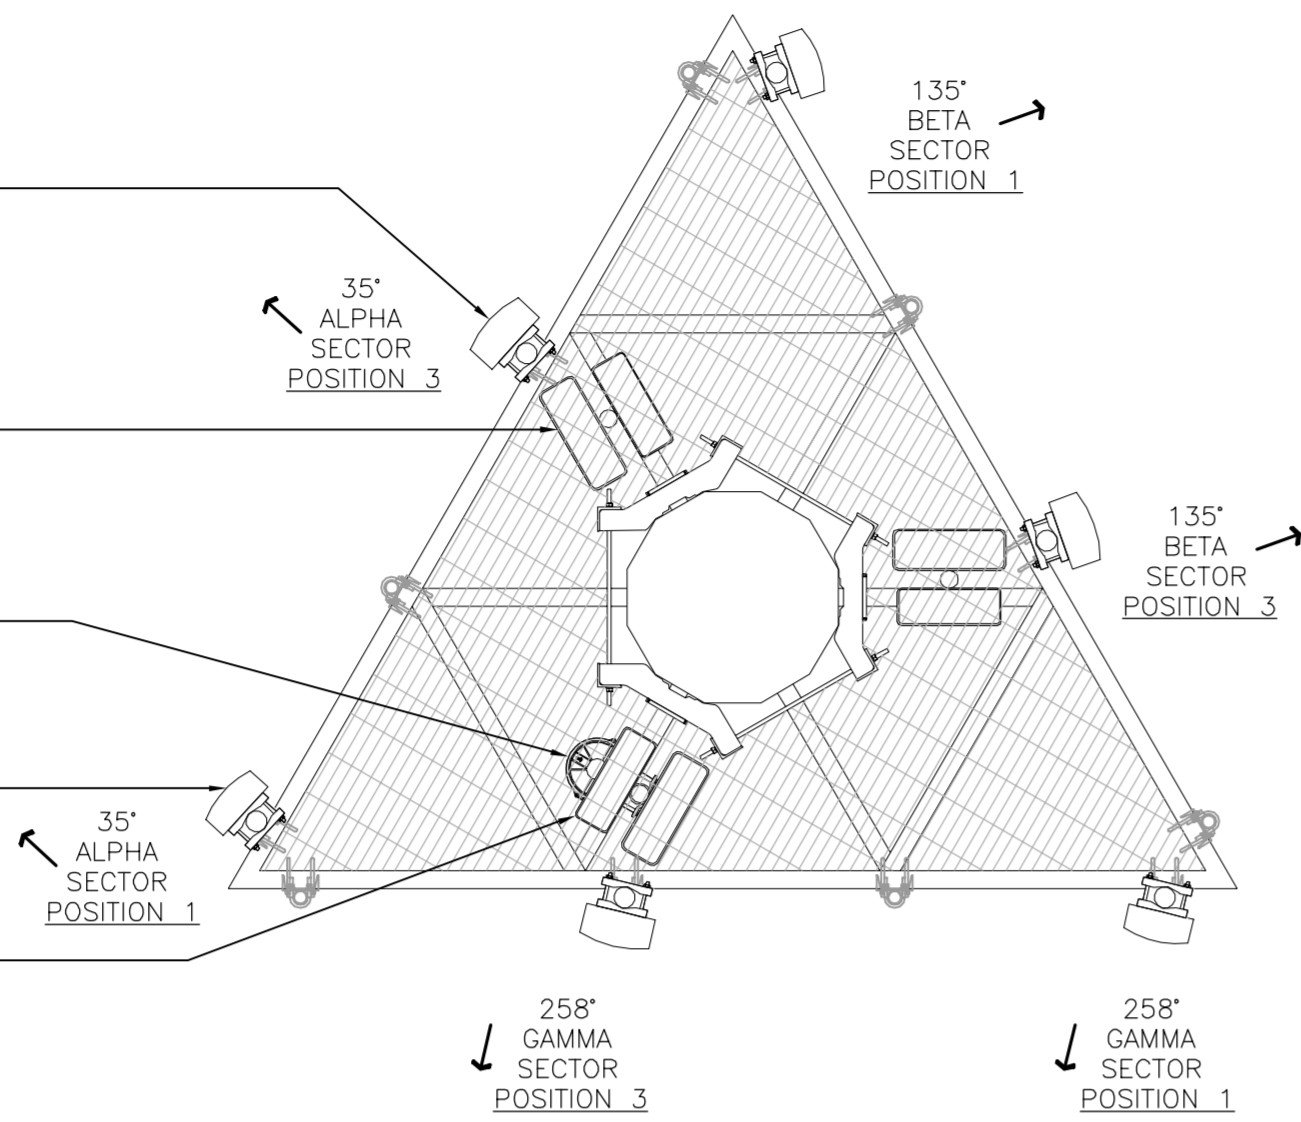 135°
BETA
SECTOR
POSITION 1
35°
ALPHA
SECTOR
POSITION 3
135°
BETA
SECTOR
POSITION 3
35°
ALPHA
SECTOR
POSITION 1
258°
GAMMA
SECTOR
POSITION 3
258°
GAMMA
SECTOR
POSITION 1